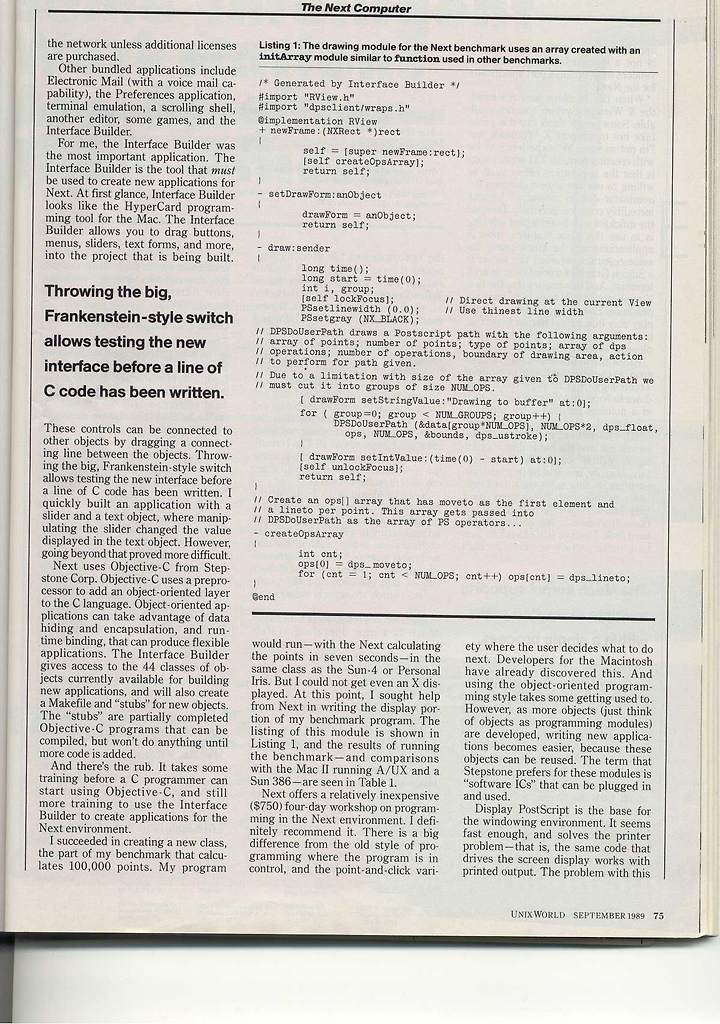 The Next Computer
the network unless additional licenses
are purchased.
Other bundled applications include
Electronic Mail (with a voice mail ca-
pability), the Preferences application,
terminal emulation, a scrolling shell,
another editor, some games, and the
Interface Builder.
For me, the Interface Builder was
the most important application. The
Interface Builder is the tool that must
be used to create new applications for
Next. At first glance, Interface Builder
looks like the HyperCard program-
ming tool for the Mac. The Interface
Builder allows you to drag buttons,
menus, sliders, text forms, and more,
into the project that is being built.
Throwing the big,
Frankenstein-style switch
allows testing the new
interface before a line of
C code has been written.
These controls can be connected to
other objects by dragging a connect-
ing line between the objects. Throw-
ing the big, Frankenstein-style switch
allows testing the new interface before
a line of C code has been written. I
quickly built an application with a
slider and a text object, where manip-
ulating the slider changed the value
displayed in the text object. However,
going beyond that proved more difficult.
Next uses Objective-C from Step-
stone Corp. Objective-C uses a prepro-
cessor to add an object-oriented layer
to the C language. Object-oriented ap-
plications can take advantage of data
hiding and encapsulation, and run-
time binding, that can produce flexible
applications. The Interface Builder
gives access to the 44 classes of ob-
jects currently available for building
new applications, and will also create
a Makefile and “stubs” for new objects.
The “stubs” are partially completed
Objective-C programs that can be
compiled, but won’t do anything until
more code is added.
And there’s the rub. It takes some
training before a C programmer can
start using Objective-C, and still
more training to use the Interface
Builder to create applications for the
Next environment.
I succeeded in creating a new class,
the part of my benchmark that calcu-
lates 100,000 points. My program
Listing 1: The drawing module for the Next benchmark uses an array created with an
initArray module similar to function used in other benchmarks.
/* Generated by Interface Builder */
#import "RView.h"
#import "dpsclient/wraps.h"
@implementation RView
+ newFrame:(NXRect *)rect
{
self = [super newFrame:rect];
[self createOpsArray];
return self;
}
- setDrawForm:anObject
{
drawForm = anObject;
return self;
}
- draw:sender
{
long time();
long start = time(0);
int i, group;
[self lockFocus]; // Direct drawing at the current View
PSsetlinewidth (0.0); // Use thinest line width
PSsetgray (NX_BLACK);
// DPSDoUserPath draws a Postscript path with the following arguments:
// array of points; number of points; type of points; array of dps
// operations; number of operations, boundary of drawing area, action
// to perform for path given.
// Due to a limitation with size of the array given to DPSDoUserPath we
// must cut it into groups of size NUM_OPS.
[ drawForm setStringValue:"Drawing to buffer" at:0];
for ( group=0; group < NUM_GROUPS; group++) {
DPSDoUserPath (&data[group*NUM_OPS], NUM_OPS*2, dps_float,
ops, NUM_OPS, &bounds, dps_ustroke);
}
[ drawForm setIntValue:(time(0) - start) at:0];
[self unlockFocus];
return self;
}
// Create an ops[] array that has moveto as the first element and
// a lineto per point. This array gets passed into
// DPSDoUserPath as the array of PS operators...
- createOpsArray
{
int cnt;
ops[0] = dps_moveto;
for (cnt = 1; cnt < NUM_OPS; cnt++) ops[cnt] = dps_lineto;
}
@end
would run—with the Next calculating
the points in seven seconds—in the
same class as the Sun-4 or Personal
Iris. But I could not get even an X dis-
played. At this point, I sought help
from Next in writing the display por-
tion of my benchmark program. The
listing of this module is shown in
Listing 1, and the results of running
the benchmark—and comparisons
with the Mac II running A/UX and a
Sun 386—are seen in Table 1.
Next offers a relatively inexpensive
($750) four-day workshop on program-
ming in the Next environment. I defi-
nitely recommend it. There is a big
difference from the old style of pro-
gramming where the program is in
control, and the point-and-click vari-
ety where the user decides what to do
next. Developers for the Macintosh
have already discovered this. And
using the object-oriented program-
ming style takes some getting used to.
However, as more objects (just think
of objects as programming modules)
are developed, writing new applica-
tions becomes easier, because these
objects can be reused. The term that
Stepstone prefers for these modules is
“software ICs” that can be plugged in
and used.
Display PostScript is the base for
the windowing environment. It seems
fast enough, and solves the printer
problem—that is, the same code that
drives the screen display works with
printed output. The problem with this
UNIXWORLD SEPTEMBER 1989 75